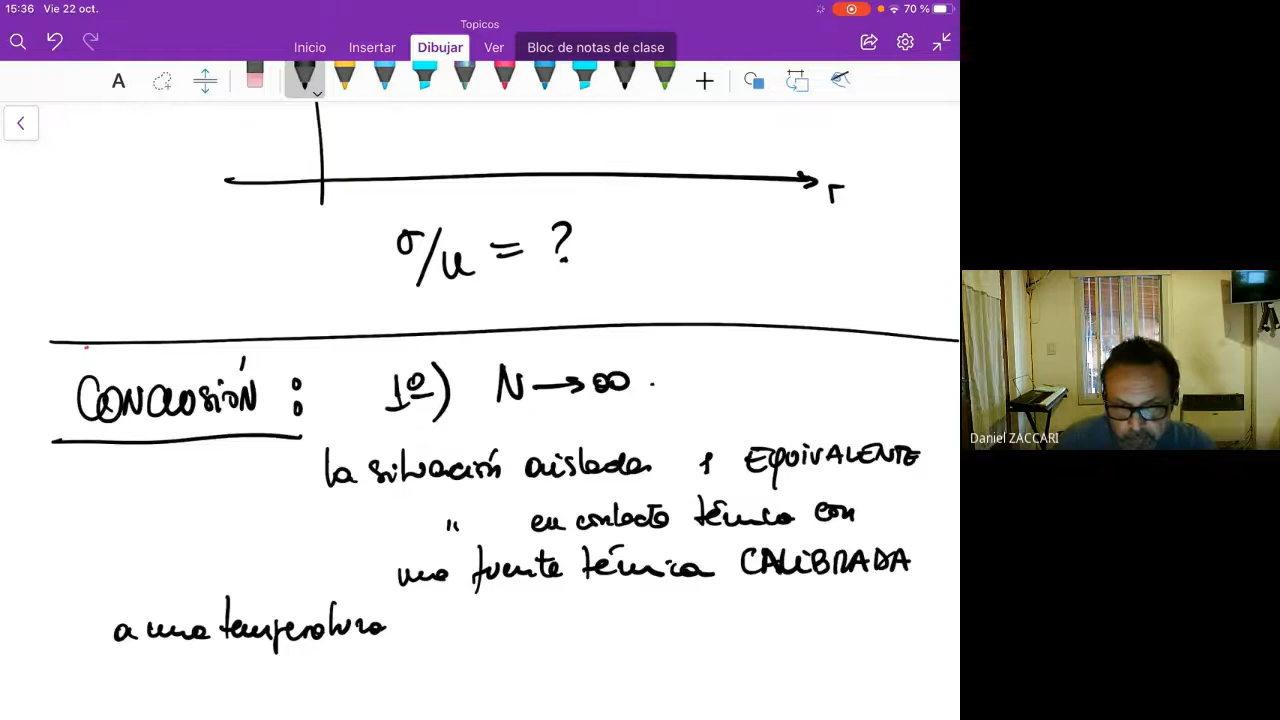 15:36 Vie 22 oct.
70 %
Topicos
Inicio Insertar Dibujar Ver Bloc de notas de clase
A
r
σ/u = ?
CONCLUSIÓN: 1º) N → ∞
la situación aislada y EQUIVALENTE
" en contacto térmico con
una fuente térmica CALIBRADA
a una temperatura
Daniel ZACCARI